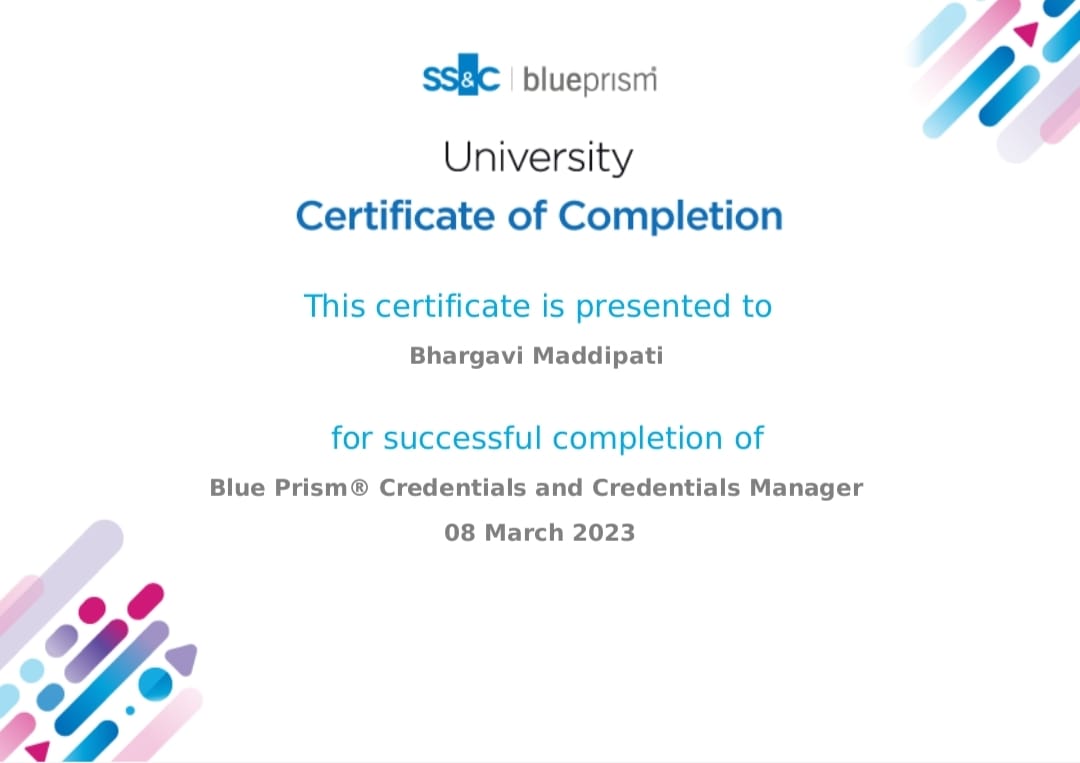 SS&C | blueprism
University
Certificate of Completion
This certificate is presented to
Bhargavi Maddipati
for successful completion of
Blue Prism® Credentials and Credentials Manager
08 March 2023